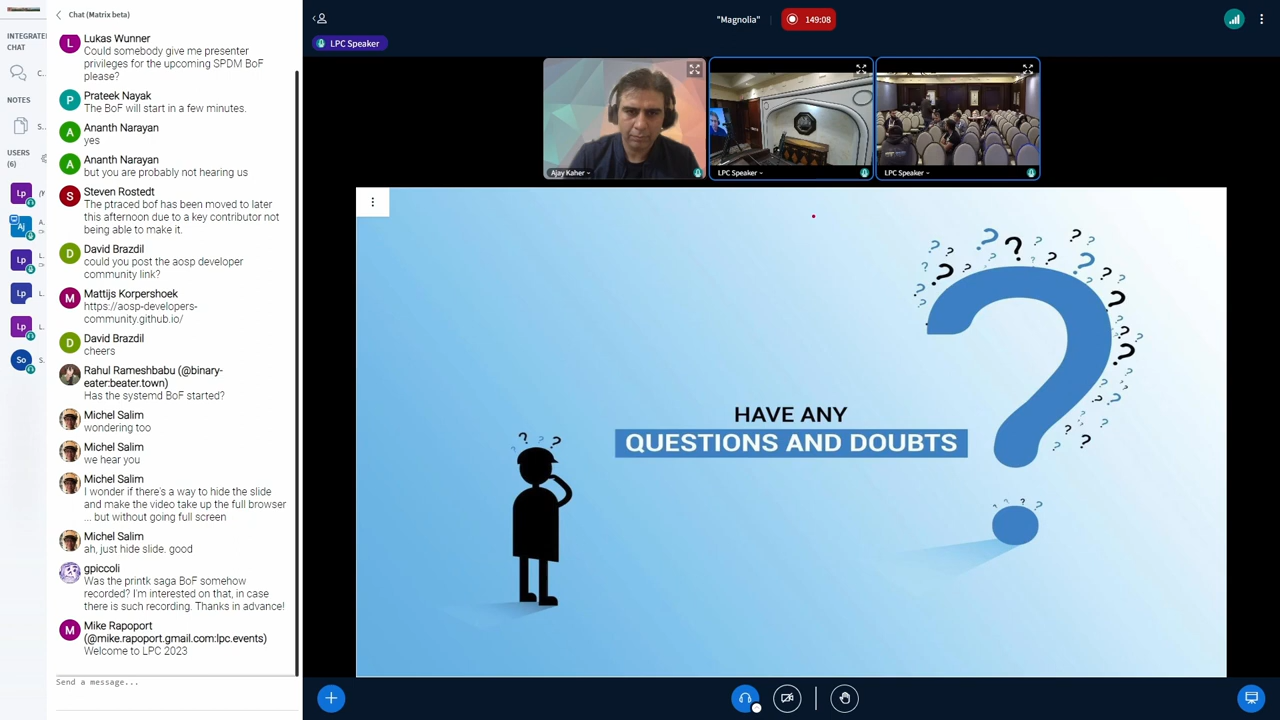 INTEGRATE
CHAT
C..
NOTES
S..
USERS
(6)
Lp
Aj
A.
Lp
L.
Lp
L..
Lp
L.
So
S.
Chat (Matrix beta)
L
Lukas Wunner
Could somebody give me presenter
privileges for the upcoming SPDM BoF
please?
P
Prateek Nayak
The BoF will start in a few minutes.
A
Ananth Narayan
yes
A
Ananth Narayan
but you are probably not hearing us
S
Steven Rostedt
The ptraced bof has been moved to later
this afternoon due to a key contributor not
being able to make it.
D
David Brazdil
could you post the aosp developer
community link?
M
Mattijs Korpershoek
https://aosp-developers-
community.github.io/
D
David Brazdil
cheers
Rahul Rameshbabu (@binary-
eater:beater.town)
Has the systemd BoF started?
Michel Salim
wondering too
Michel Salim
we hear you
Michel Salim
I wonder if there's a way to hide the slide
and make the video take up the full browser
... but without going full screen
Michel Salim
ah, just hide slide. good
gpiccoli
Was the printk saga BoF somehow
recorded? I'm interested on that, in case
there is such recording. Thanks in advance!
M
Mike Rapoport
(@mike.rapoport.gmail.com:lpc.events)
Welcome to LPC 2023
Send a message...
"Magnolia"
149:08
LPC Speaker
Ajay Kaher
LPC Speaker
LPC Speaker
HAVE ANY
QUESTIONS AND DOUBTS